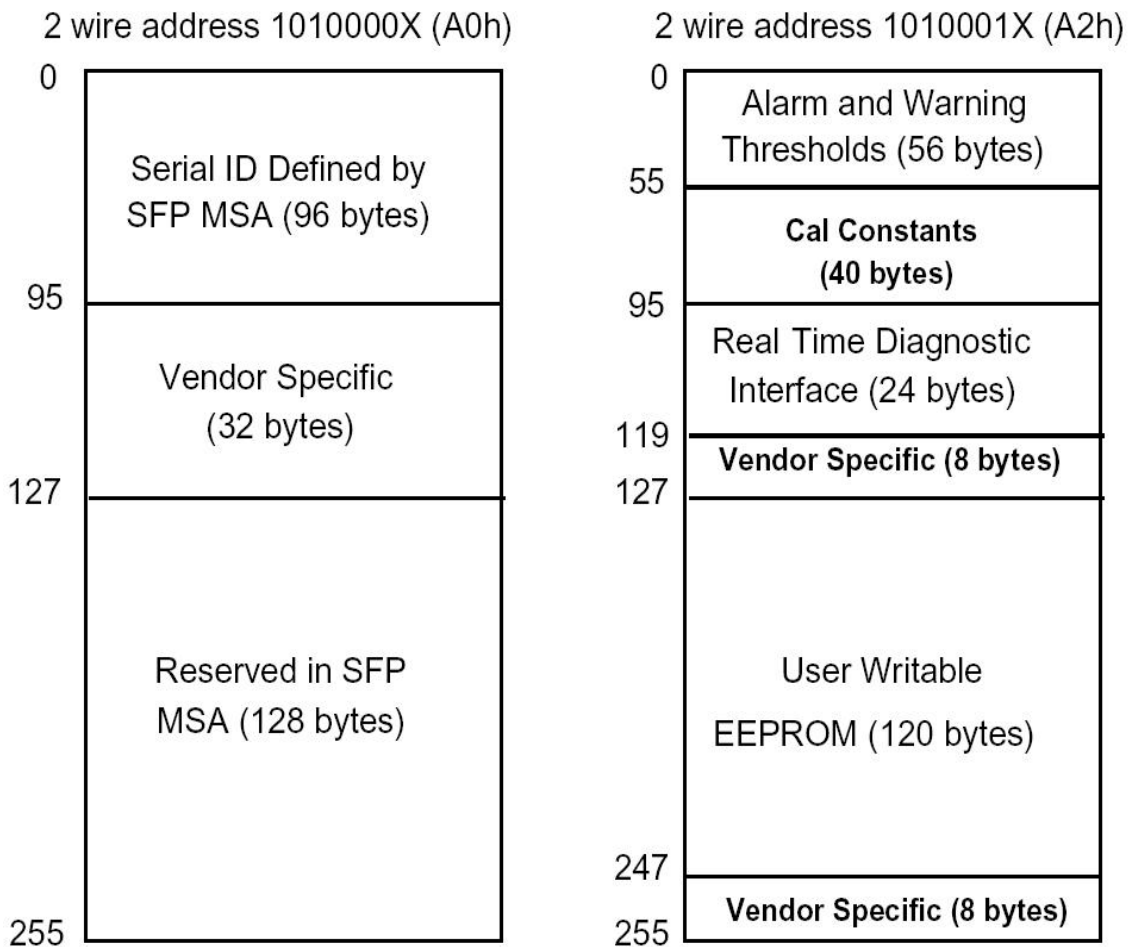 2 wire address 1010000X (A0h)
0
Serial ID Defined by
SFP MSA (96 bytes)
95
Vendor Specific
(32 bytes)
127
Reserved in SFP
MSA (128 bytes)
255
2 wire address 1010001X (A2h)
0
Alarm and Warning
Thresholds (56 bytes)
55
Cal Constants
(40 bytes)
95
Real Time Diagnostic
Interface (24 bytes)
119
Vendor Specific (8 bytes)
127
User Writable
EEPROM (120 bytes)
247
Vendor Specific (8 bytes)
255